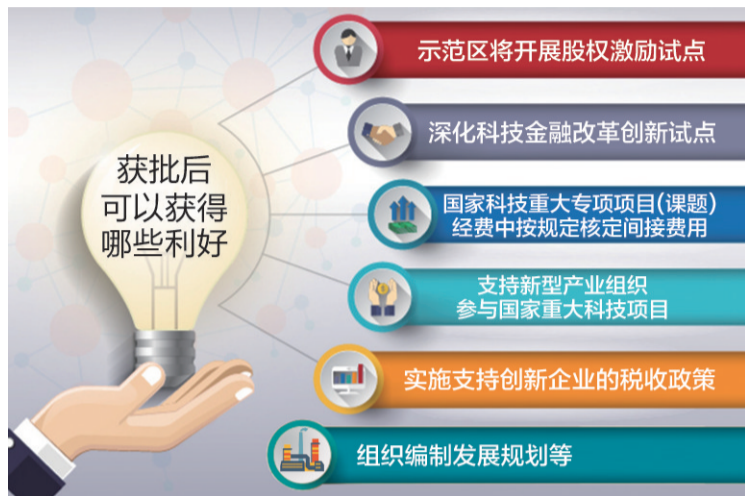 获批后
可以获得
哪些利好
示范区将开展股权激励试点
深化科技金融改革创新试点
国家科技重大专项项目(课题)
经费中按规定核定间接费用
支持新型产业组织
参与国家重大科技项目
实施支持创新企业的税收政策
组织编制发展规划等